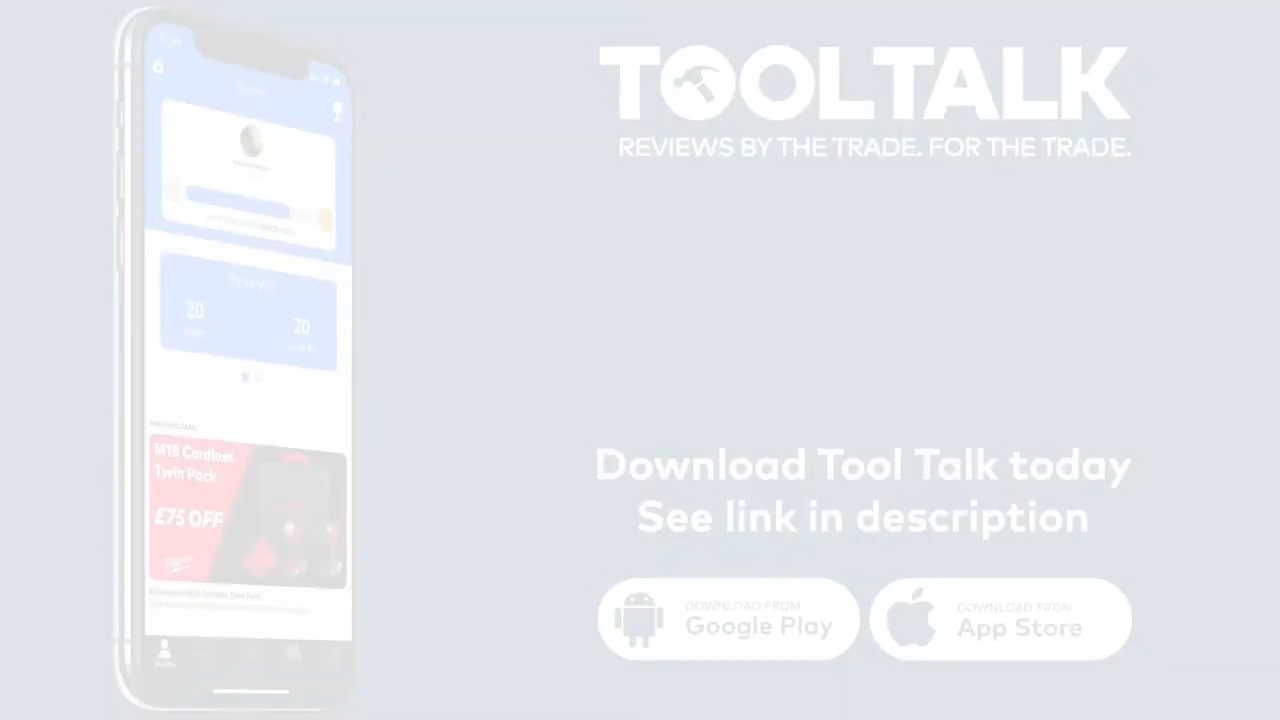 TOOLTALK
REVIEWS BY THE TRADE. FOR THE TRADE.
20
20
M18 Cordless
Twin Pack
£75 OFF
Download Tool Talk today
See link in description
DOWNLOAD FROM
Google Play
DOWNLOAD FROM
App Store